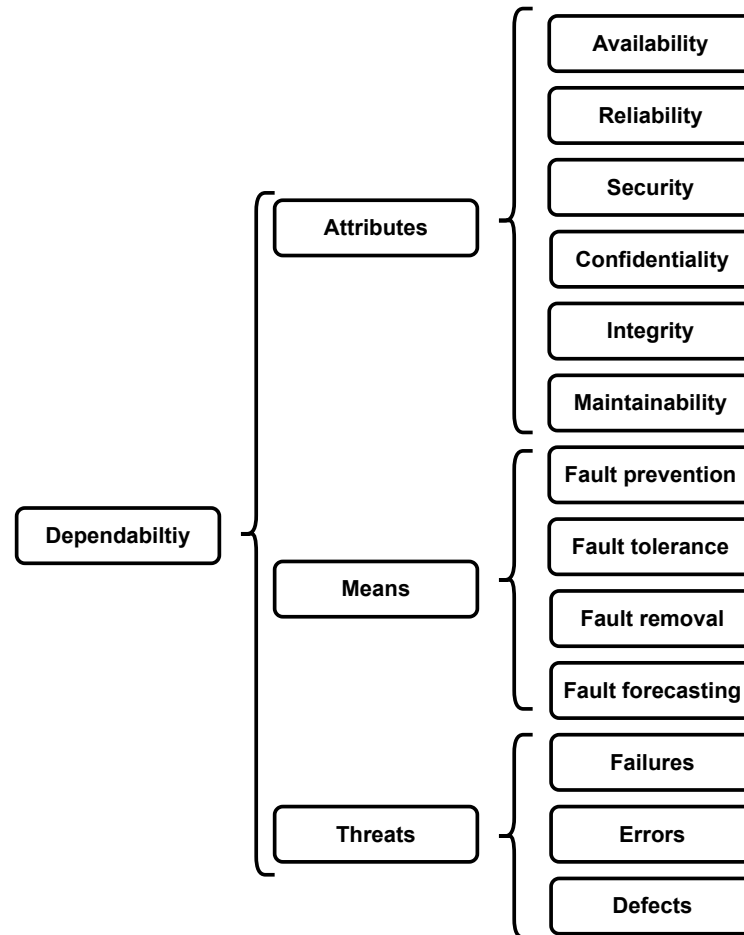 Availability
Reliability
Security
Attributes
Confidentiality
Integrity
Maintainability
Fault prevention
Dependabiltiy
Fault tolerance
Means
Fault removal
Fault forecasting
Failures
Threats
Errors
Defects